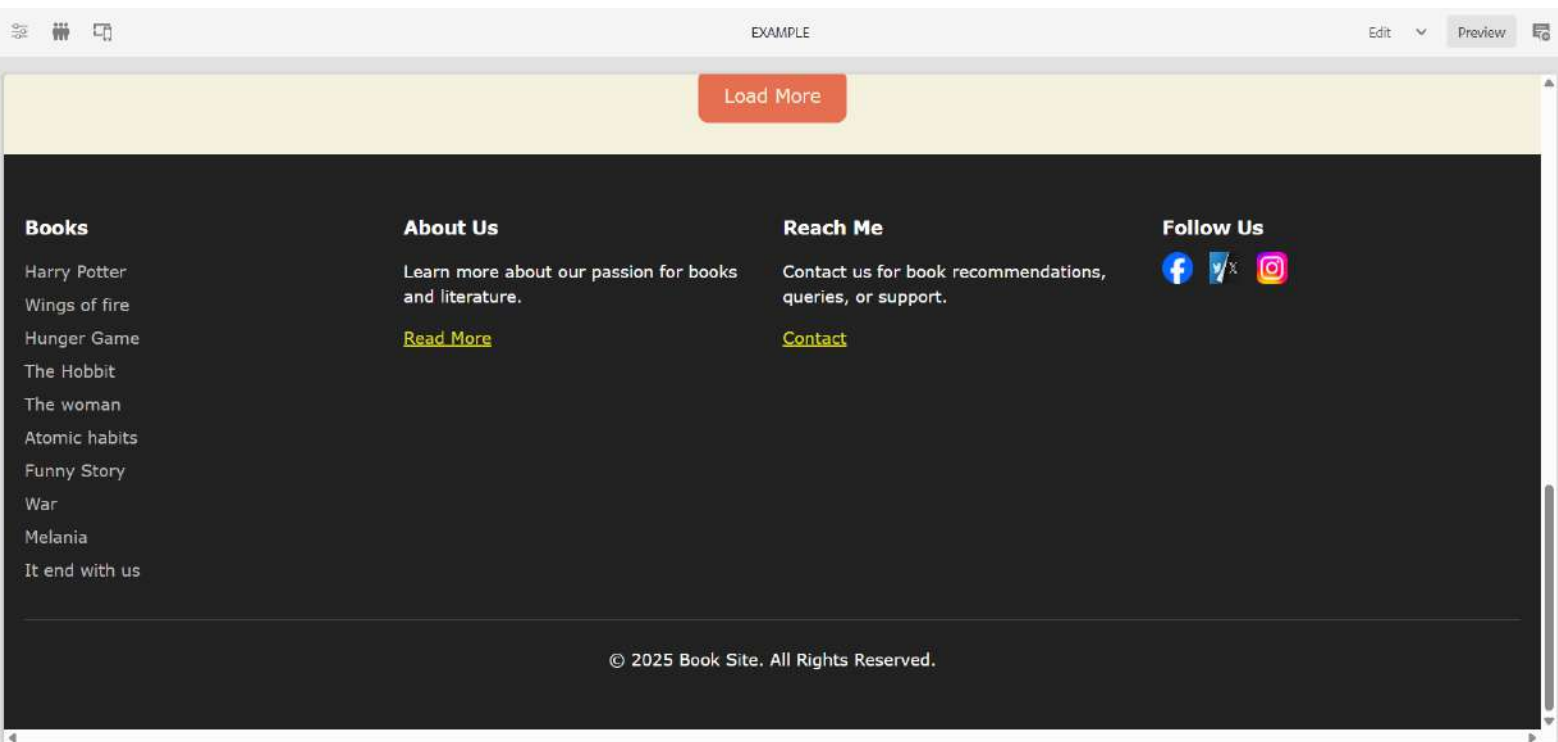 EXAMPLE
Edit
Preview
Load More
Books
Harry Potter
Wings of fire
Hunger Game
The Hobbit
The woman
Atomic habits
Funny Story
War
Melania
It end with us
About Us
Learn more about our passion for books
and literature.
Read More
Reach Me
Contact us for book recommendations,
queries, or support.
Contact
Follow Us
© 2025 Book Site. All Rights Reserved.